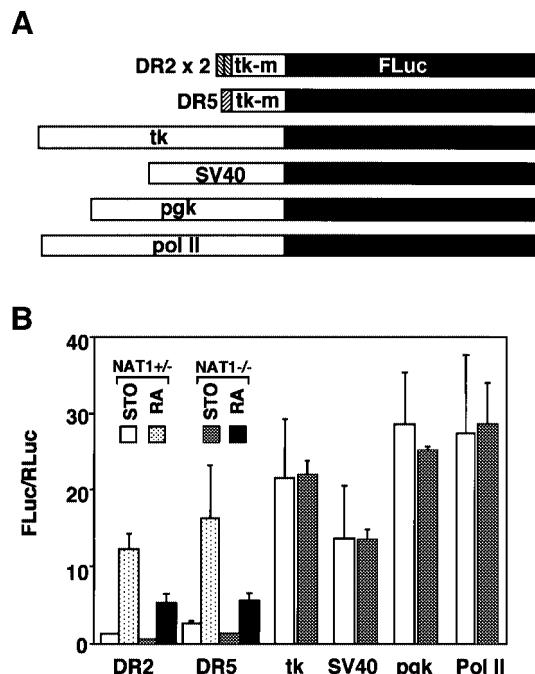 A
DR2 x 2 tk-m FLuc
DR5 tk-m
tk
SV40
pgk
pol II
B
40
30
20
10
0
FLuc/RLuc
NAT1+/- NAT1-/-
STO RA STO RA
DR2 DR5 tk SV40 pgk Pol II